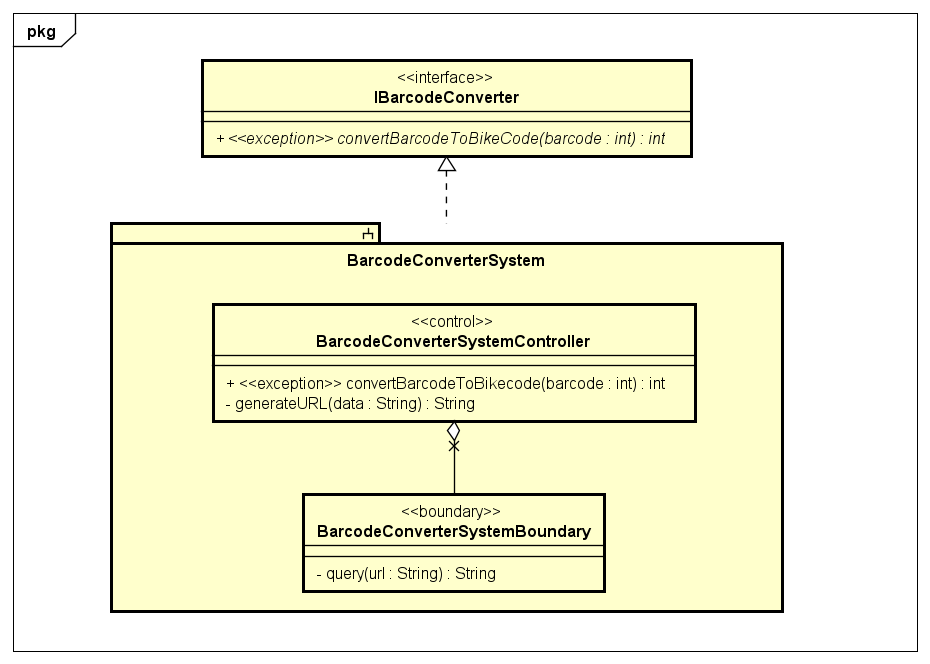 pkg
<<interface>>
IBarcodeConverter
+ <<exception>> convertBarcodeToBikeCode(barcode : int) : int
BarcodeConverterSystem
<<control>>
BarcodeConverterSystemController
+ <<exception>> convertBarcodeToBikecode(barcode : int) : int
- generateURL(data : String) : String
<<boundary>>
BarcodeConverterSystemBoundary
- query(url : String) : String